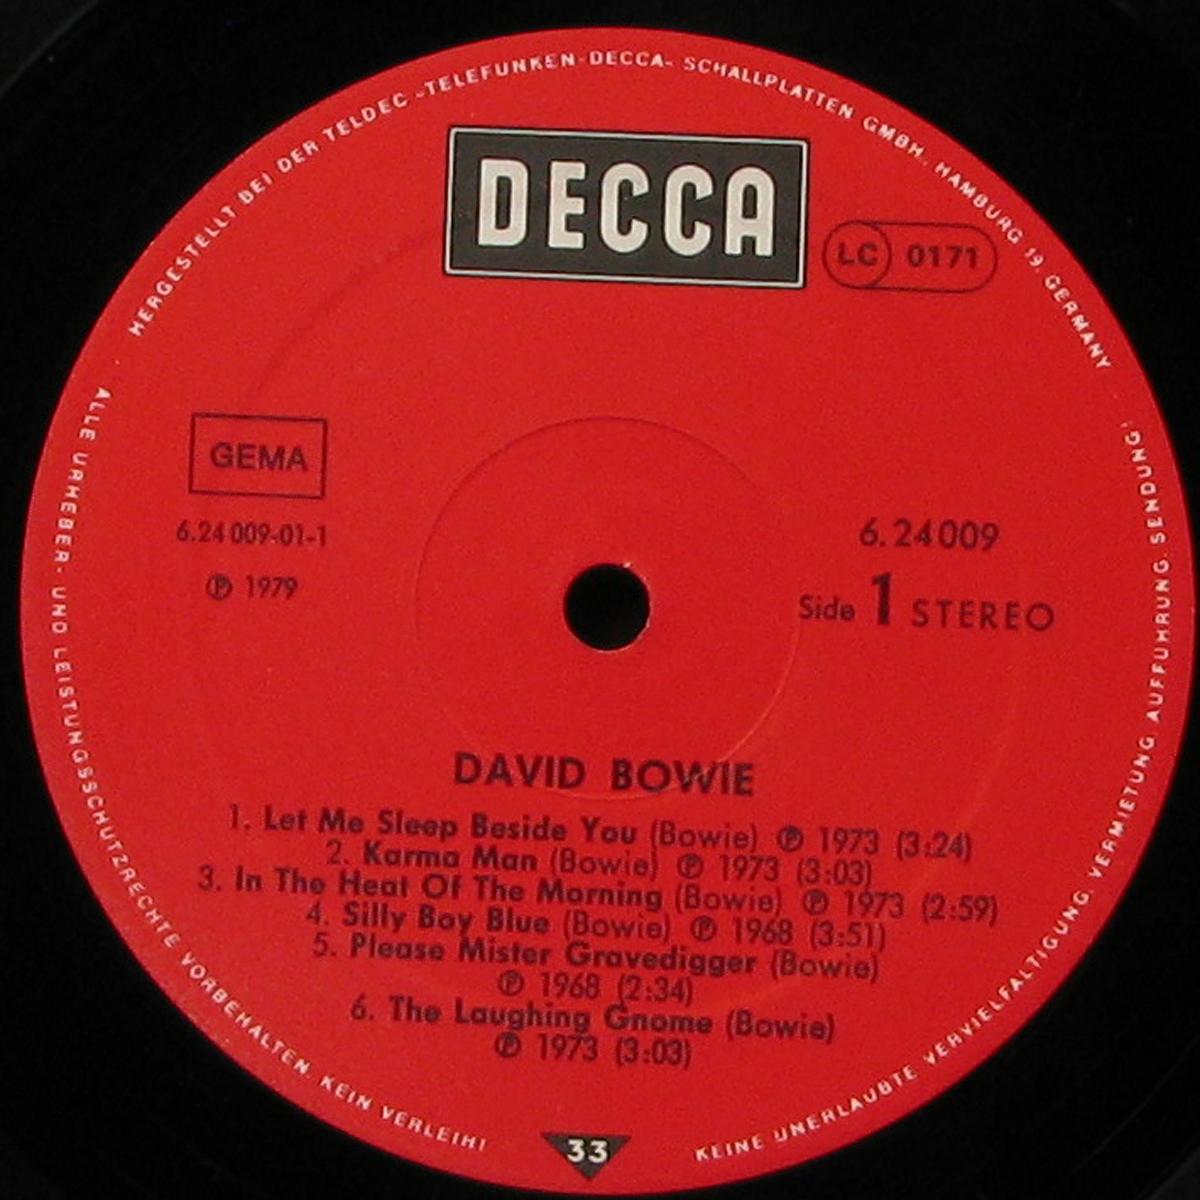 HERGESTELLT BEI DER TELDEC -TELEFUNKEN-DECCA- SCHALLPLATTEN GMBH. HAMBURG 19. GERMANY
DECCA
LC 0171
GEMA
6.24 009-01-1
℗ 1979
6.24 009
Side 1 STEREO
DAVID BOWIE
1. Let Me Sleep Beside You (Bowie) ℗ 1973 (3:24)
2. Karma Man (Bowie) ℗ 1973 (3:03)
3. In The Heat Of The Morning (Bowie) ℗ 1973 (2:59)
4. Silly Boy Blue (Bowie) ℗ 1968 (3:51)
5. Please Mister Gravedigger (Bowie)
℗ 1968 (2:34)
6. The Laughing Gnome (Bowie)
℗ 1973 (3:03)
ALLE URHEBER- UND LEISTUNGSSCHUTZRECHTE VORBEHALTEN. KEIN VERLEIH!
33
KEINE UNERLAUBTE VERVIELFALTIGUNG. VERMIETUNG. AUFFUHRUNG. SENDUNG!